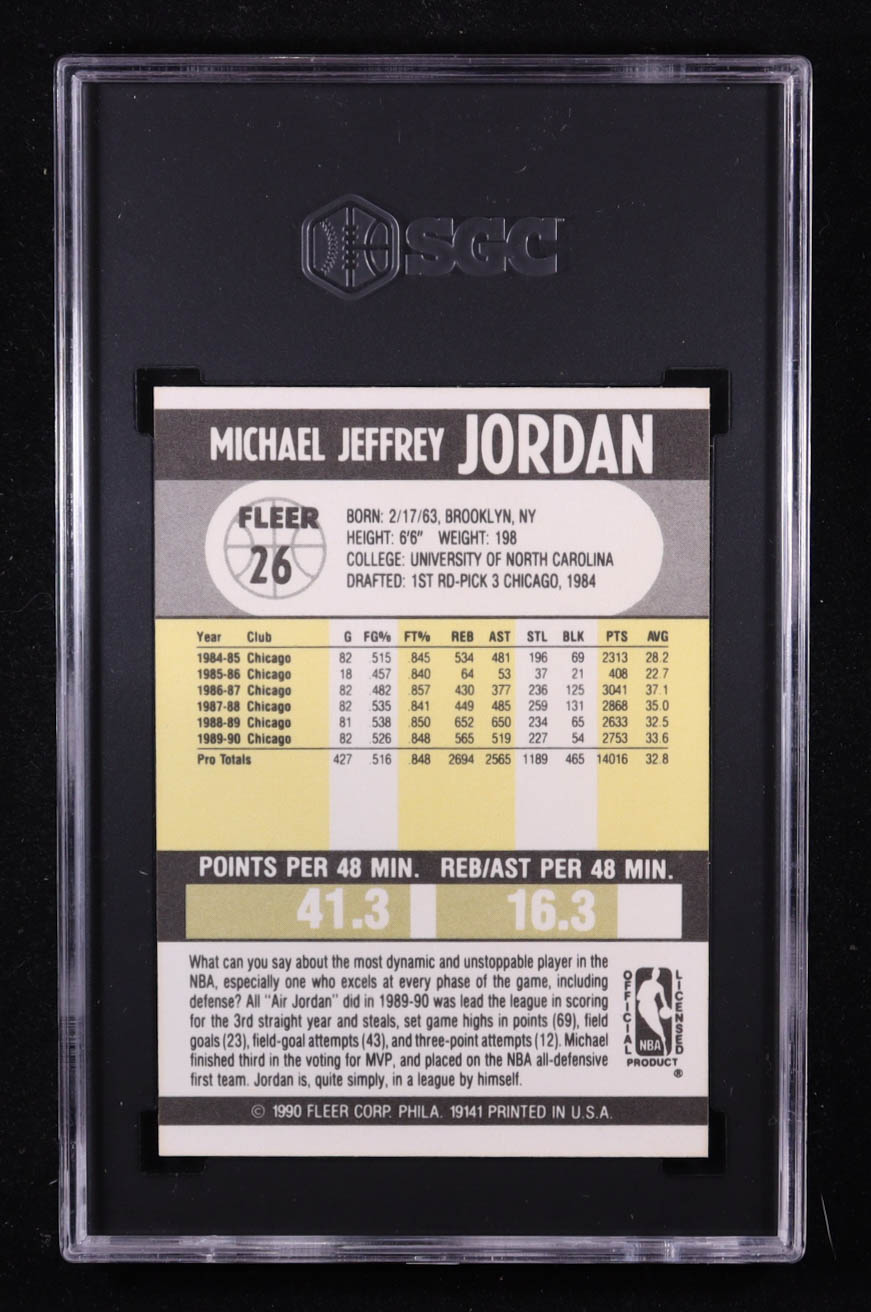 SGC
MICHAEL JEFFREY JORDAN
FLEER
26
BORN: 2/17/63, BROOKLYN, NY
HEIGHT: 6'6" WEIGHT: 198
COLLEGE: UNIVERSITY OF NORTH CAROLINA
DRAFTED: 1ST RD-PICK 3 CHICAGO, 1984
Year Club G FG% FT% REB AST STL BLK PTS AVG
1984-85 Chicago 82 .515 .845 534 481 196 69 2313 28.2
1985-86 Chicago 18 .457 .840 64 53 37 21 408 22.7
1986-87 Chicago 82 .482 .857 430 377 236 125 3041 37.1
1987-88 Chicago 82 .535 .841 449 485 259 131 2868 35.0
1988-89 Chicago 81 .538 .850 652 650 234 65 2633 32.5
1989-90 Chicago 82 .526 .848 565 519 227 54 2753 33.6
Pro Totals 427 .516 .848 2694 2565 1189 465 14016 32.8
POINTS PER 48 MIN. REB/AST PER 48 MIN.
41.3 16.3
What can you say about the most dynamic and unstoppable player in the
NBA, especially one who excels at every phase of the game, including
defense? All "Air Jordan" did in 1989-90 was lead the league in scoring
for the 3rd straight year and steals, set game highs in points (69), field
goals (23), field-goal attempts (43), and three-point attempts (12). Michael
finished third in the voting for MVP, and placed on the NBA all-defensive
first team. Jordan is, quite simply, in a league by himself.
OFFICIAL
LICENSED
NBA
PRODUCT
®
© 1990 FLEER CORP. PHILA. 19141 PRINTED IN U.S.A.